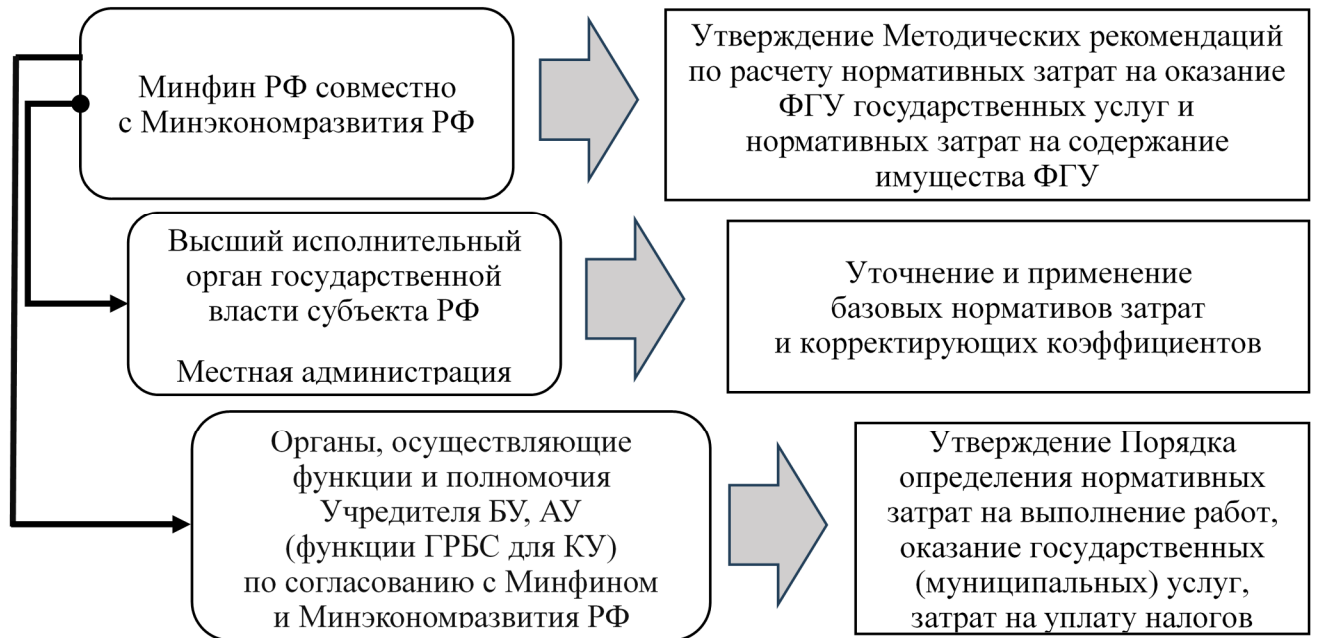 Минфин РФ совместно
с Минэкономразвития РФ
Утверждение Методических рекомендаций
по расчету нормативных затрат на оказание
ФГУ государственных услуг и
нормативных затрат на содержание
имущества ФГУ
Высший исполнительный
орган государственной
власти субъекта РФ
Местная администрация
Уточнение и применение
базовых нормативов затрат
и корректирующих коэффициентов
Органы, осуществляющие
функции и полномочия
Учредителя БУ, АУ
(функции ГРБС для КУ)
по согласованию с Минфином
и Минэкономразвития РФ
Утверждение Порядка
определения нормативных
затрат на выполнение работ,
оказание государственных
(муниципальных) услуг,
затрат на уплату налогов